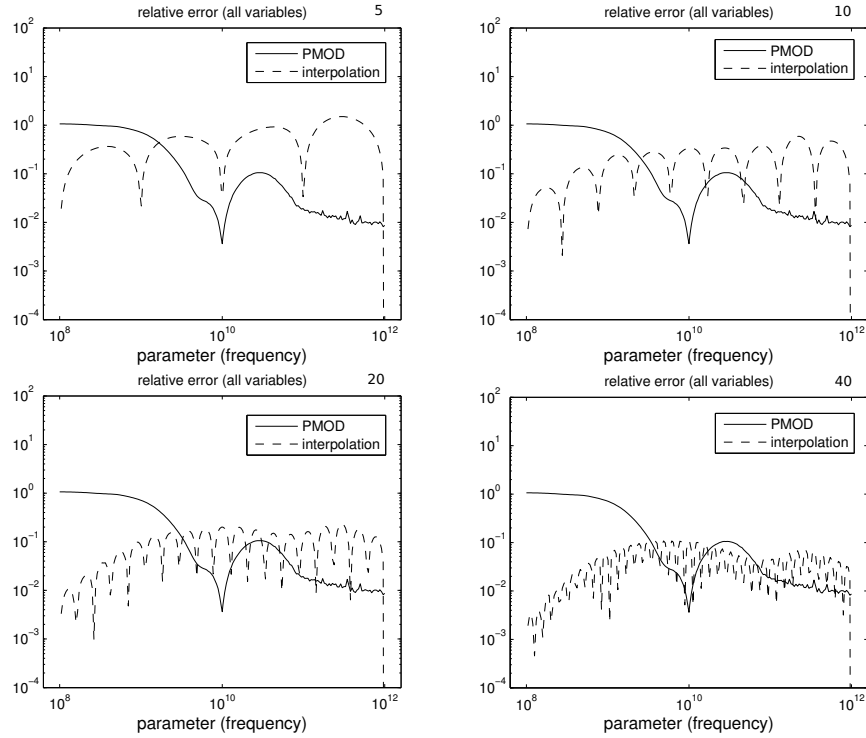 relative error (all variables) 5
10^2
10^1
10^0
10^-1
10^-2
10^-3
10^-4
PMOD
interpolation
10^8 10^10 10^12
parameter (frequency)
relative error (all variables) 10
10^2
10^1
10^0
10^-1
10^-2
10^-3
10^-4
PMOD
interpolation
10^8 10^10 10^12
parameter (frequency)
relative error (all variables) 20
10^2
10^1
10^0
10^-1
10^-2
10^-3
10^-4
PMOD
interpolation
10^8 10^10 10^12
parameter (frequency)
relative error (all variables) 40
10^2
10^1
10^0
10^-1
10^-2
10^-3
10^-4
PMOD
interpolation
10^8 10^10 10^12
parameter (frequency)